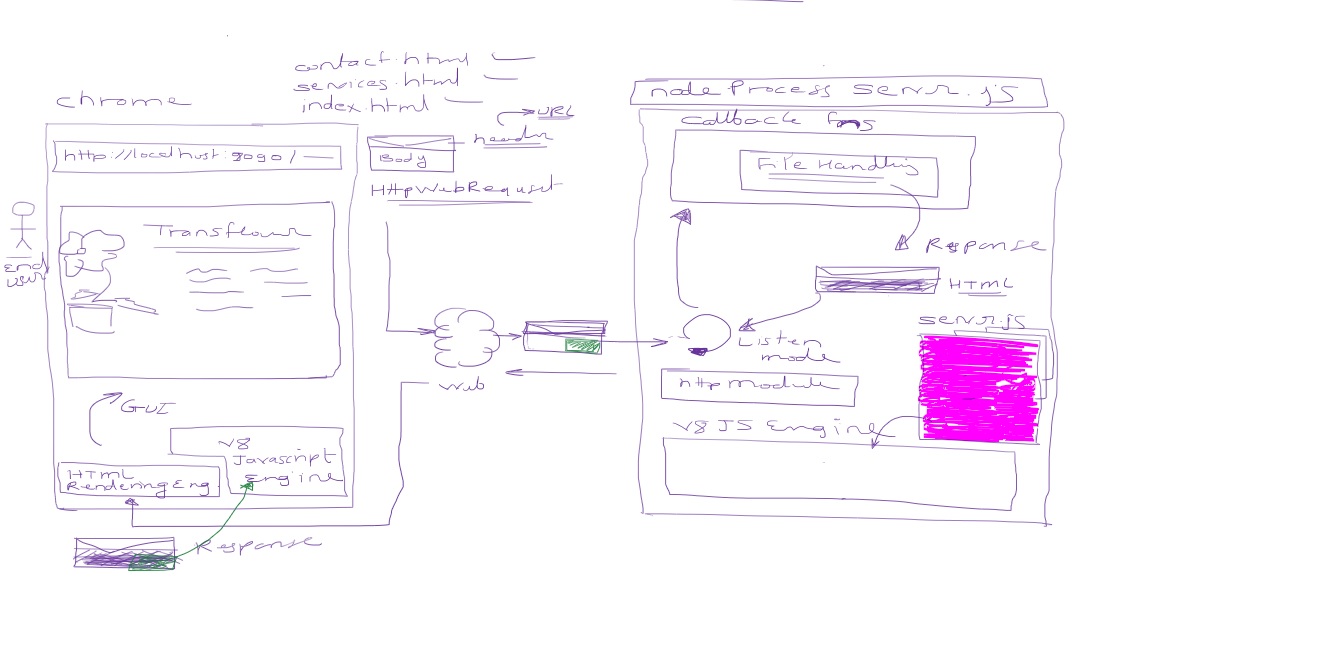 contact.html
services.html
index.html
URL
header
chrome
http://localhost:9090/
Body
HttpWebRequest
End
user
Transflower
GUI
V8
Javascript
Engine
HTML
Rendering Eng.
Response
Web
node Process server.js
callback fns
File Handling
Response
HTML
server.js
Listen
mode
http module
V8 JS Engine